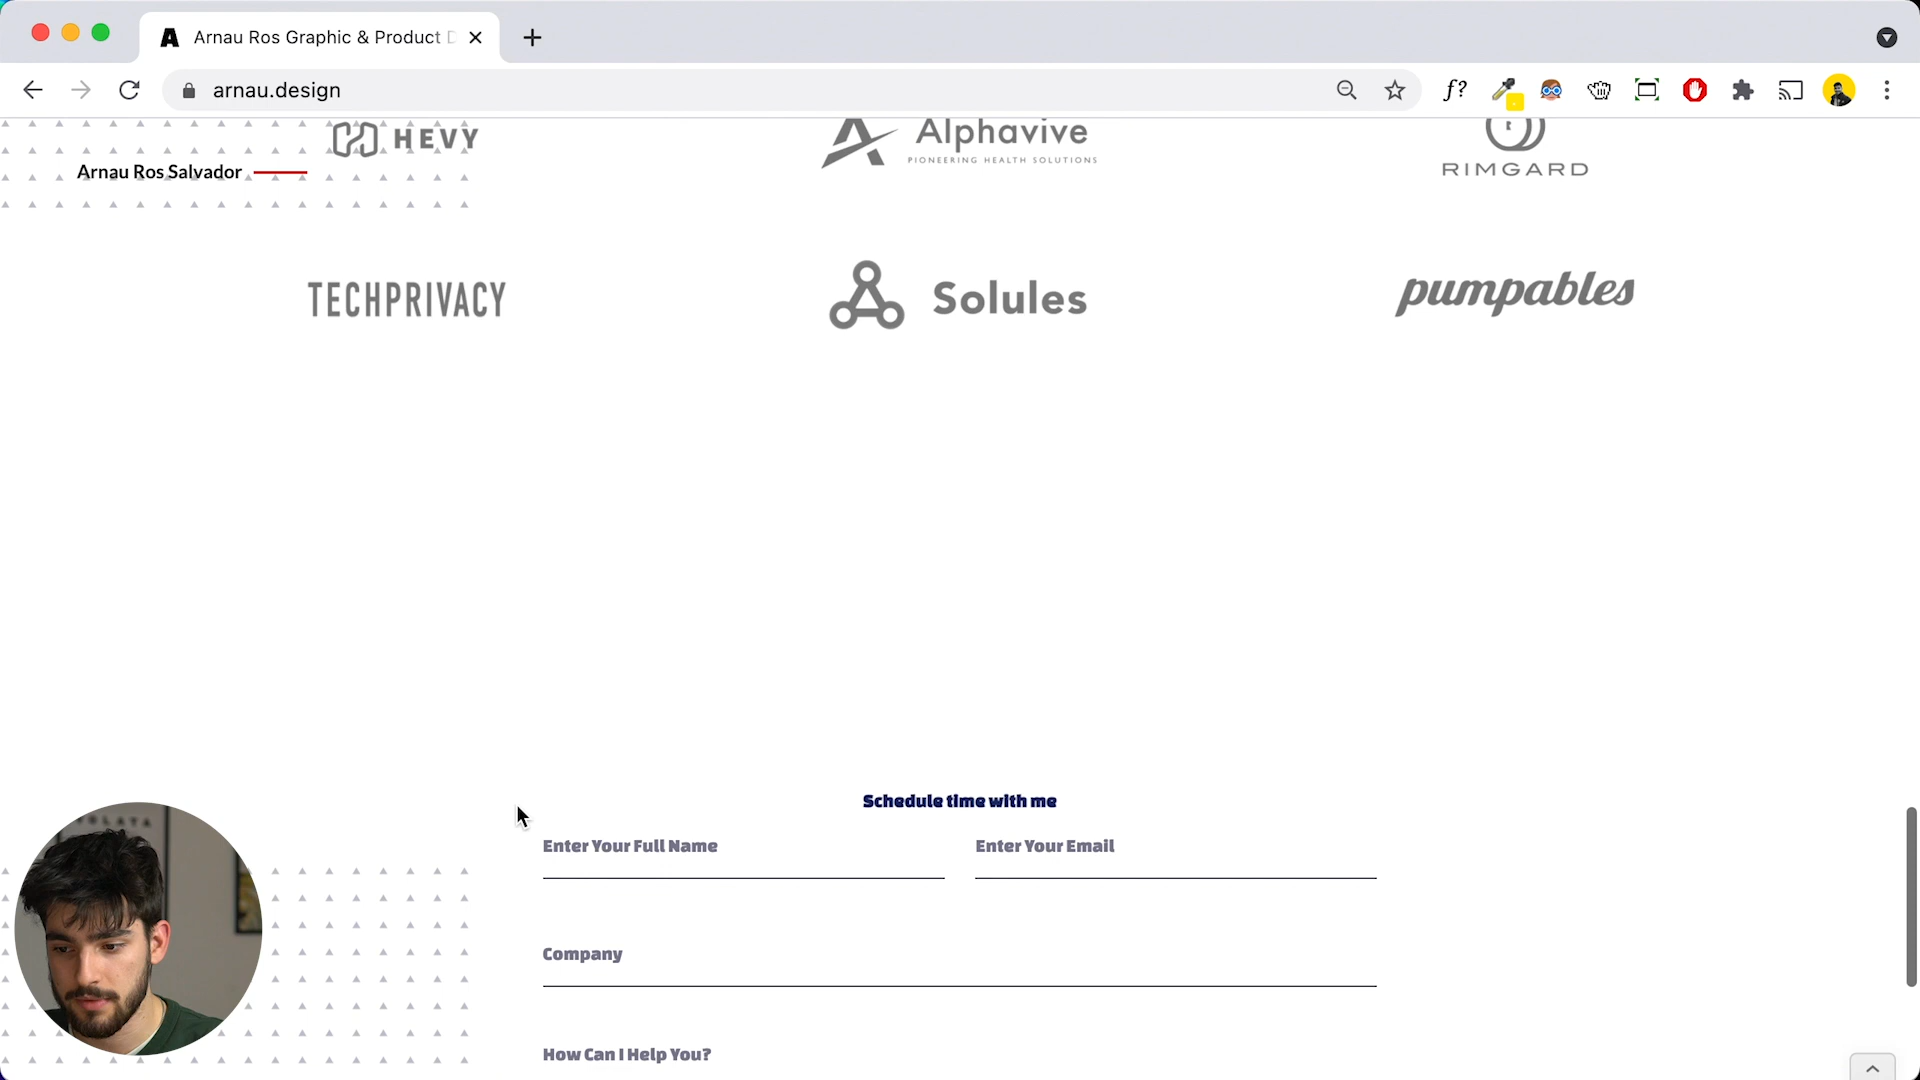 Arnau Ros Graphic & Product D
arnau.design
f?
HEVY
Alphavive
PIONEERING HEALTH SOLUTIONS
RIMGARD
Arnau Ros Salvador
TECHPRIVACY
Solules
pumpables
Schedule time with me
Enter Your Full Name
Enter Your Email
Company
How Can I Help You?